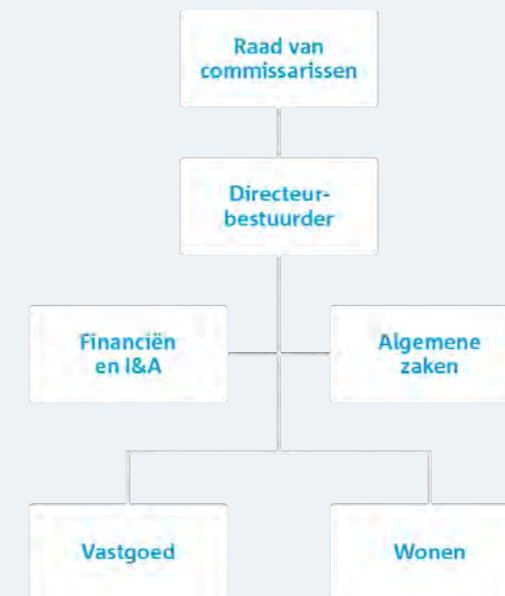 Raad van
commissarissen
Directeur-
bestuurder
Financiën
en I&A
Algemene
zaken
Vastgoed
Wonen